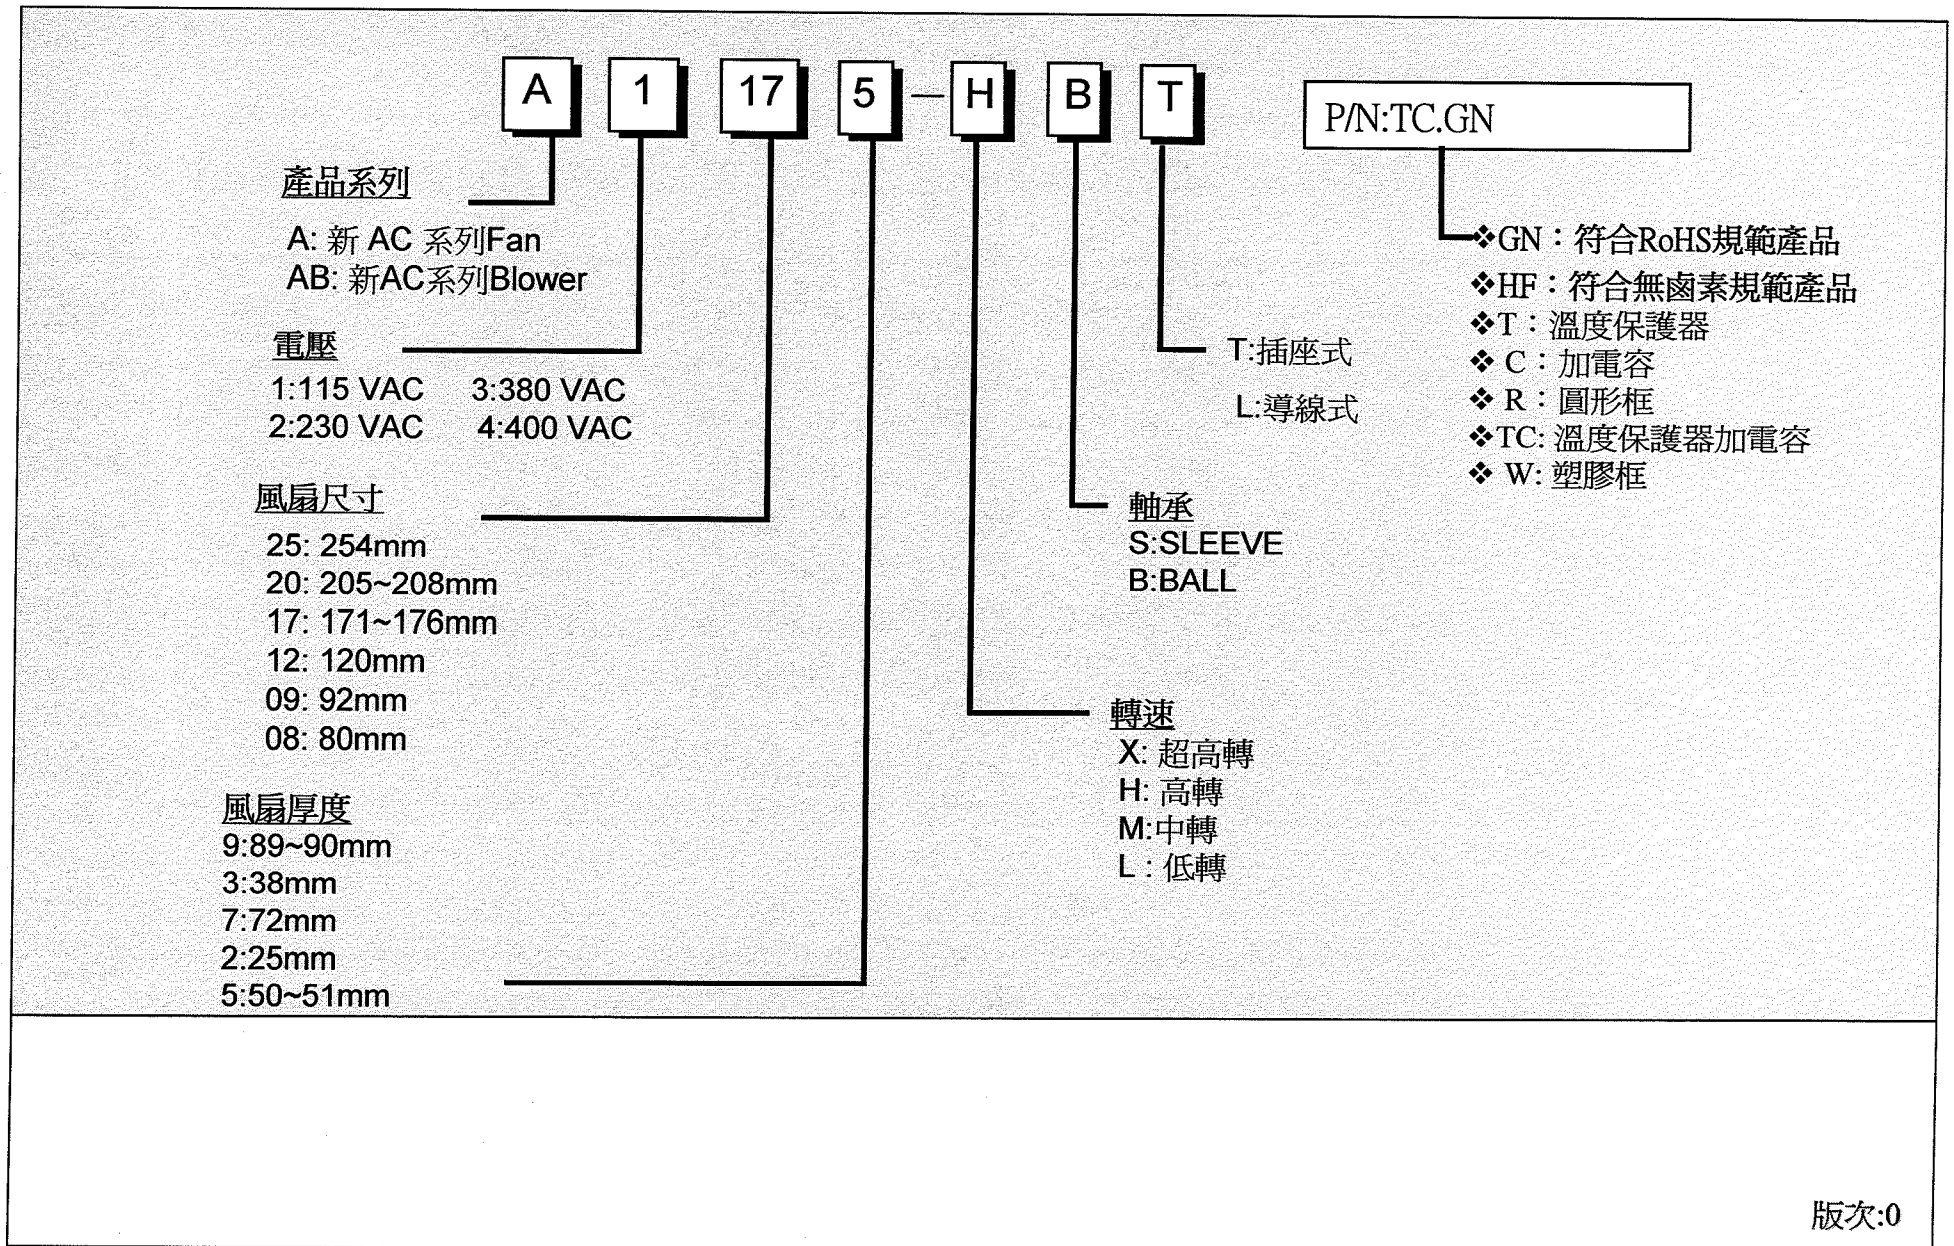 A 1 17 5 — H B T
P/N:TC.GN
產品系列
A: 新 AC 系列Fan
AB: 新AC系列Blower
電壓
1:115 VAC 3:380 VAC
2:230 VAC 4:400 VAC
風扇尺寸
25: 254mm
20: 205~208mm
17: 171~176mm
12: 120mm
09: 92mm
08: 80mm
風扇厚度
9:89~90mm
3:38mm
7:72mm
2:25mm
5:50~51mm
轉速
X: 超高轉
H: 高轉
M:中轉
L : 低轉
軸承
S:SLEEVE
B:BALL
T:插座式
L:導線式
❖GN：符合RoHS規範產品
❖HF：符合無鹵素規範產品
❖T：溫度保護器
❖ C：加電容
❖ R：圓形框
❖TC: 溫度保護器加電容
❖ W: 塑膠框
版次:0